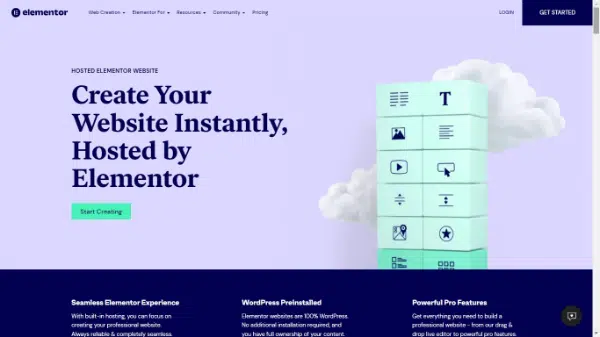 elementor
Web Creation Elementor For Resources Community Pricing
LOGIN
GET STARTED
HOSTED ELEMENTOR WEBSITE
Create Your
Website Instantly,
Hosted by
Elementor
Start Creating
T
Seamless Elementor Experience
With built-in hosting, you can focus on
creating your professional website.
Always reliable & completely seamless.
WordPress Preinstalled
Elementor websites are 100% WordPress.
No additional installation required, and
you have full ownership of your content.
Powerful Pro Features
Get everything you need to build a
professional website - from our drag &
drop live editor to powerful pro features.